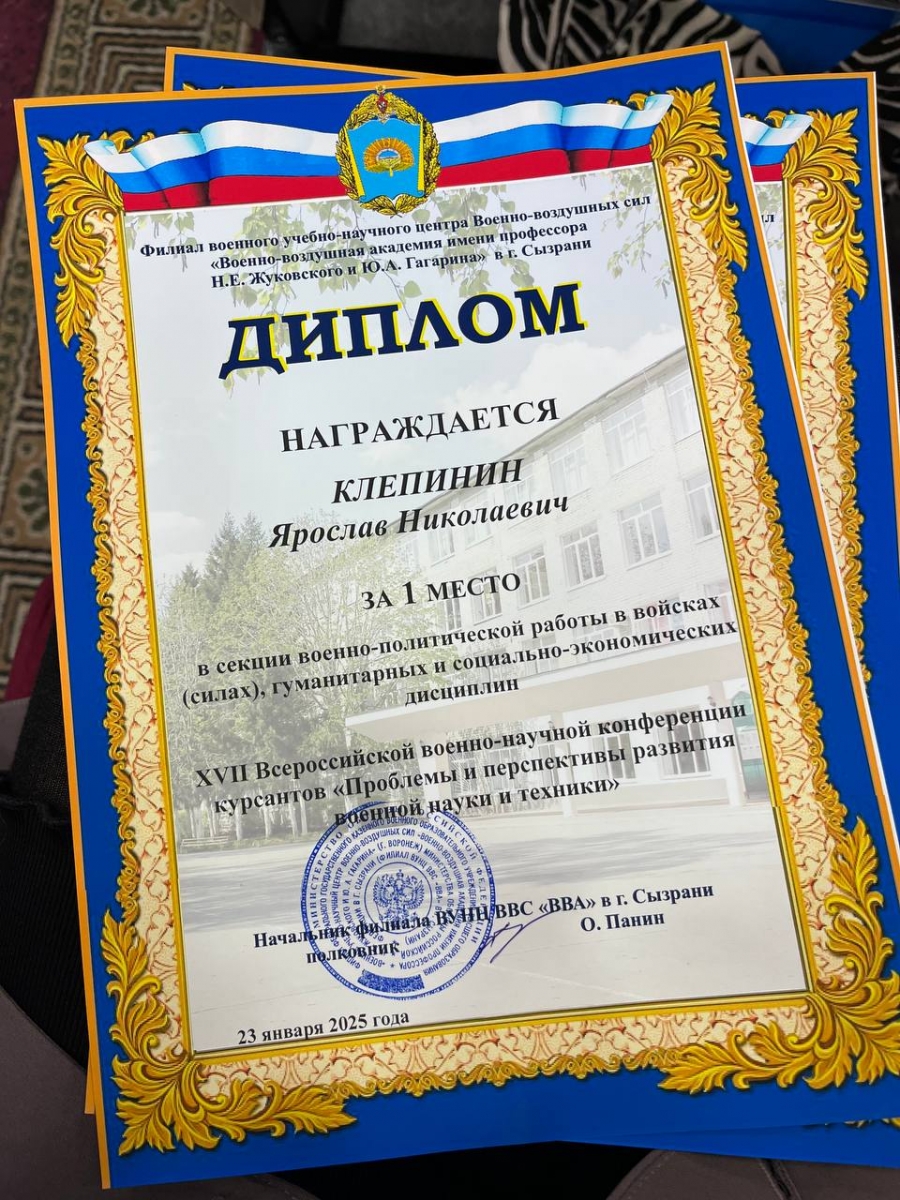 Филиал военного учебно-научного центра Военно-воздушных сил
«Военно-воздушная академия имени профессора
Н.Е. Жуковского и Ю.А. Гагарина» в г. Сызрани
ДИПЛОМ
НАГРАЖДАЕТСЯ
КЛЕПИНИН
Ярослав Николаевич
ЗА 1 МЕСТО
в секции военно-политической работы в войсках
(силах), гуманитарных и социально-экономических
дисциплин
XVII Всероссийской военно-научной конференции
курсантов «Проблемы и перспективы развития
военной науки и техники»
Начальник филиала ВУНЦ ВВС «ВВА» в г. Сызрани
полковник О. Панин
23 января 2025 года